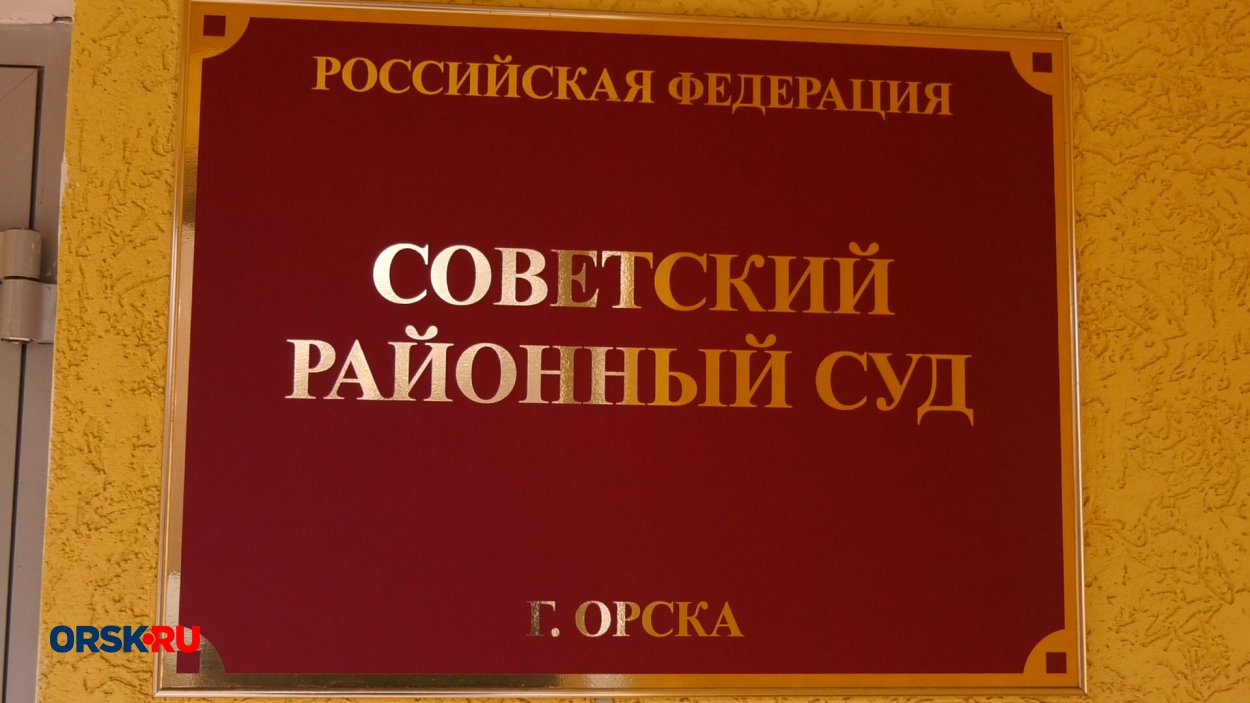 РОССИЙСКАЯ ФЕДЕРАЦИЯ
СОВЕТСКИЙ
РАЙОННЫЙ СУД
Г. ОРСКА
ORSK.RU